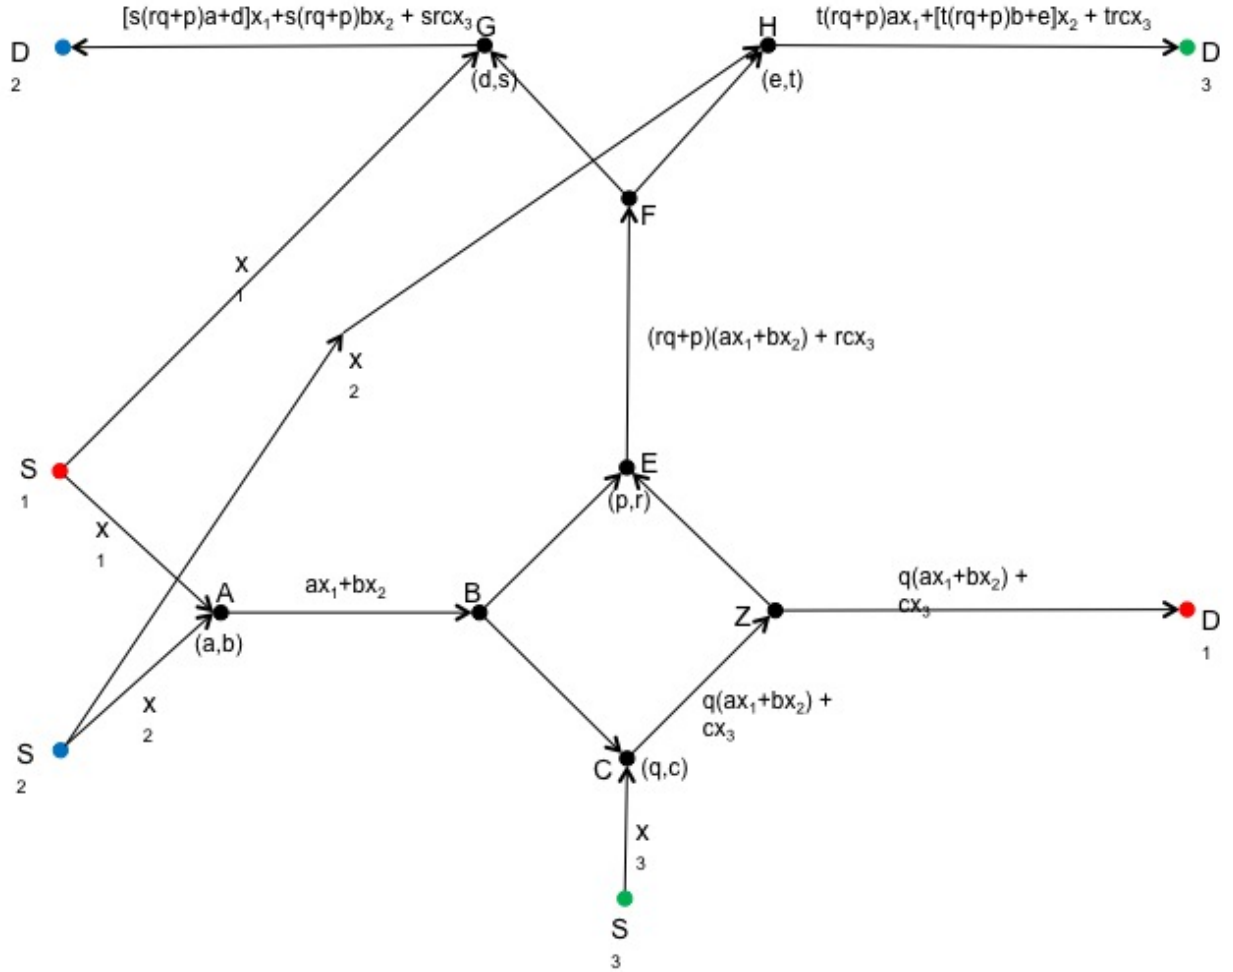 [s(rq+p)a+d]x₁+s(rq+p)bx₂ + srcx₃
G
H
t(rq+p)ax₁+[t(rq+p)b+e]x₂ + trcx₃
D
2
(d,s)
(e,t)
D
3
F
x
1
(rq+p)(ax₁+bx₂) + rcx₃
x
2
S
1
E
(p,r)
x
1
A
ax₁+bx₂
B
q(ax₁+bx₂) +
cx₃
Z
D
1
(a,b)
x
2
q(ax₁+bx₂) +
cx₃
S
2
C
(q,c)
x
3
S
3